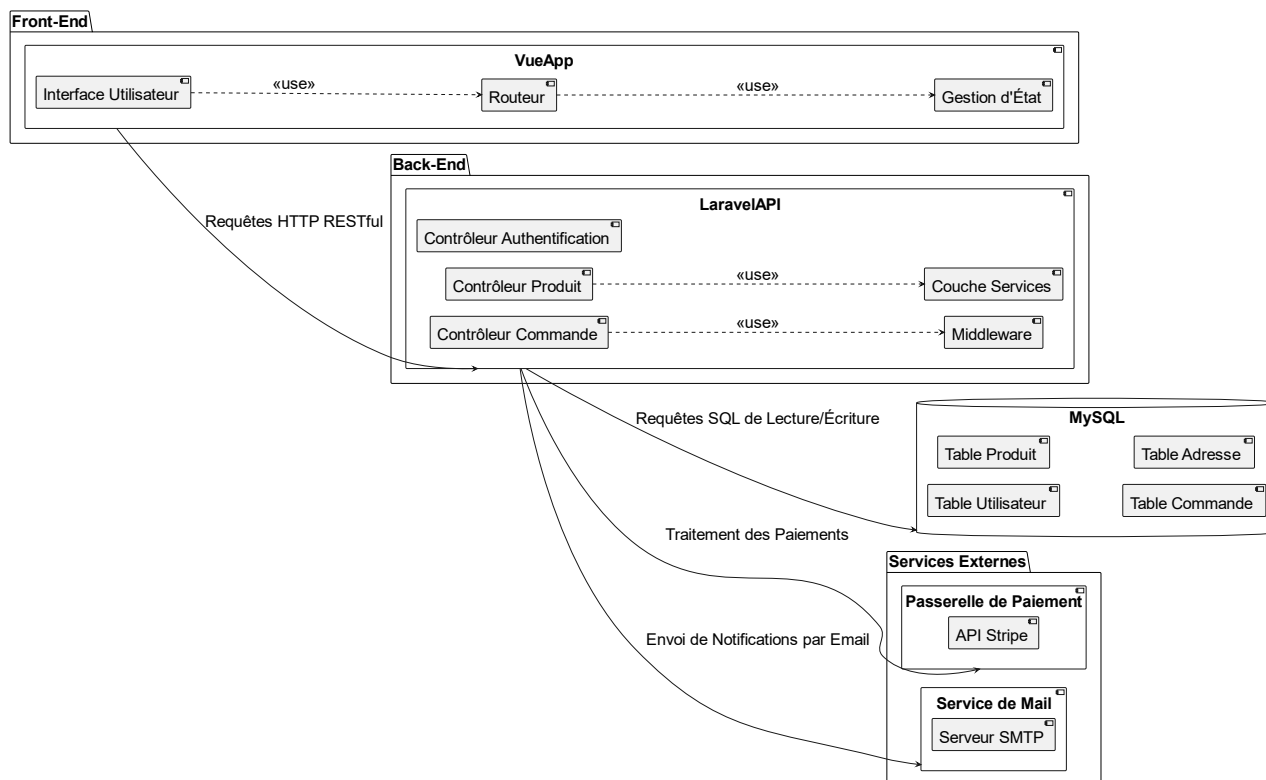 Front-End
VueApp
Interface Utilisateur
«use»
Routeur
«use»
Gestion d'État
Requêtes HTTP RESTful
Back-End
LaravelAPI
Contrôleur Authentification
Contrôleur Produit
«use»
Couche Services
Contrôleur Commande
«use»
Middleware
Requêtes SQL de Lecture/Écriture
MySQL
Table Produit
Table Adresse
Table Utilisateur
Table Commande
Traitement des Paiements
Services Externes
Passerelle de Paiement
API Stripe
Envoi de Notifications par Email
Service de Mail
Serveur SMTP